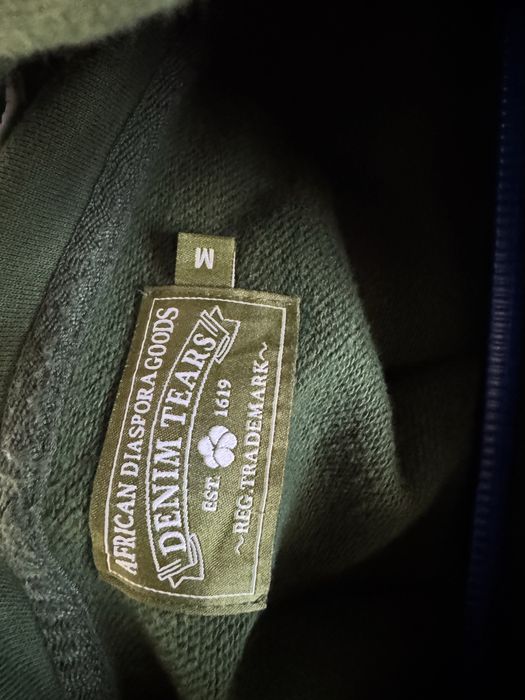 M
AFRICAN DIASPORA GOODS
DENIM TEARS
EST. 1619
~REG. TRADEMARK~